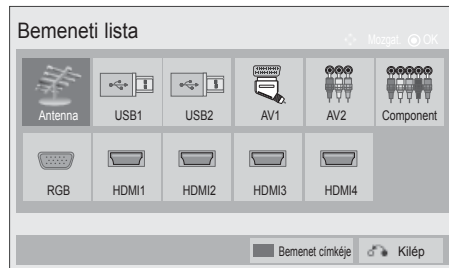 Bemeneti lista
Mozgat OK
Antenna USB1 USB2 AV1 AV2 Component
RGB HDMI1 HDMI2 HDMI3 HDMI4
Bemenet címkéje Kilép